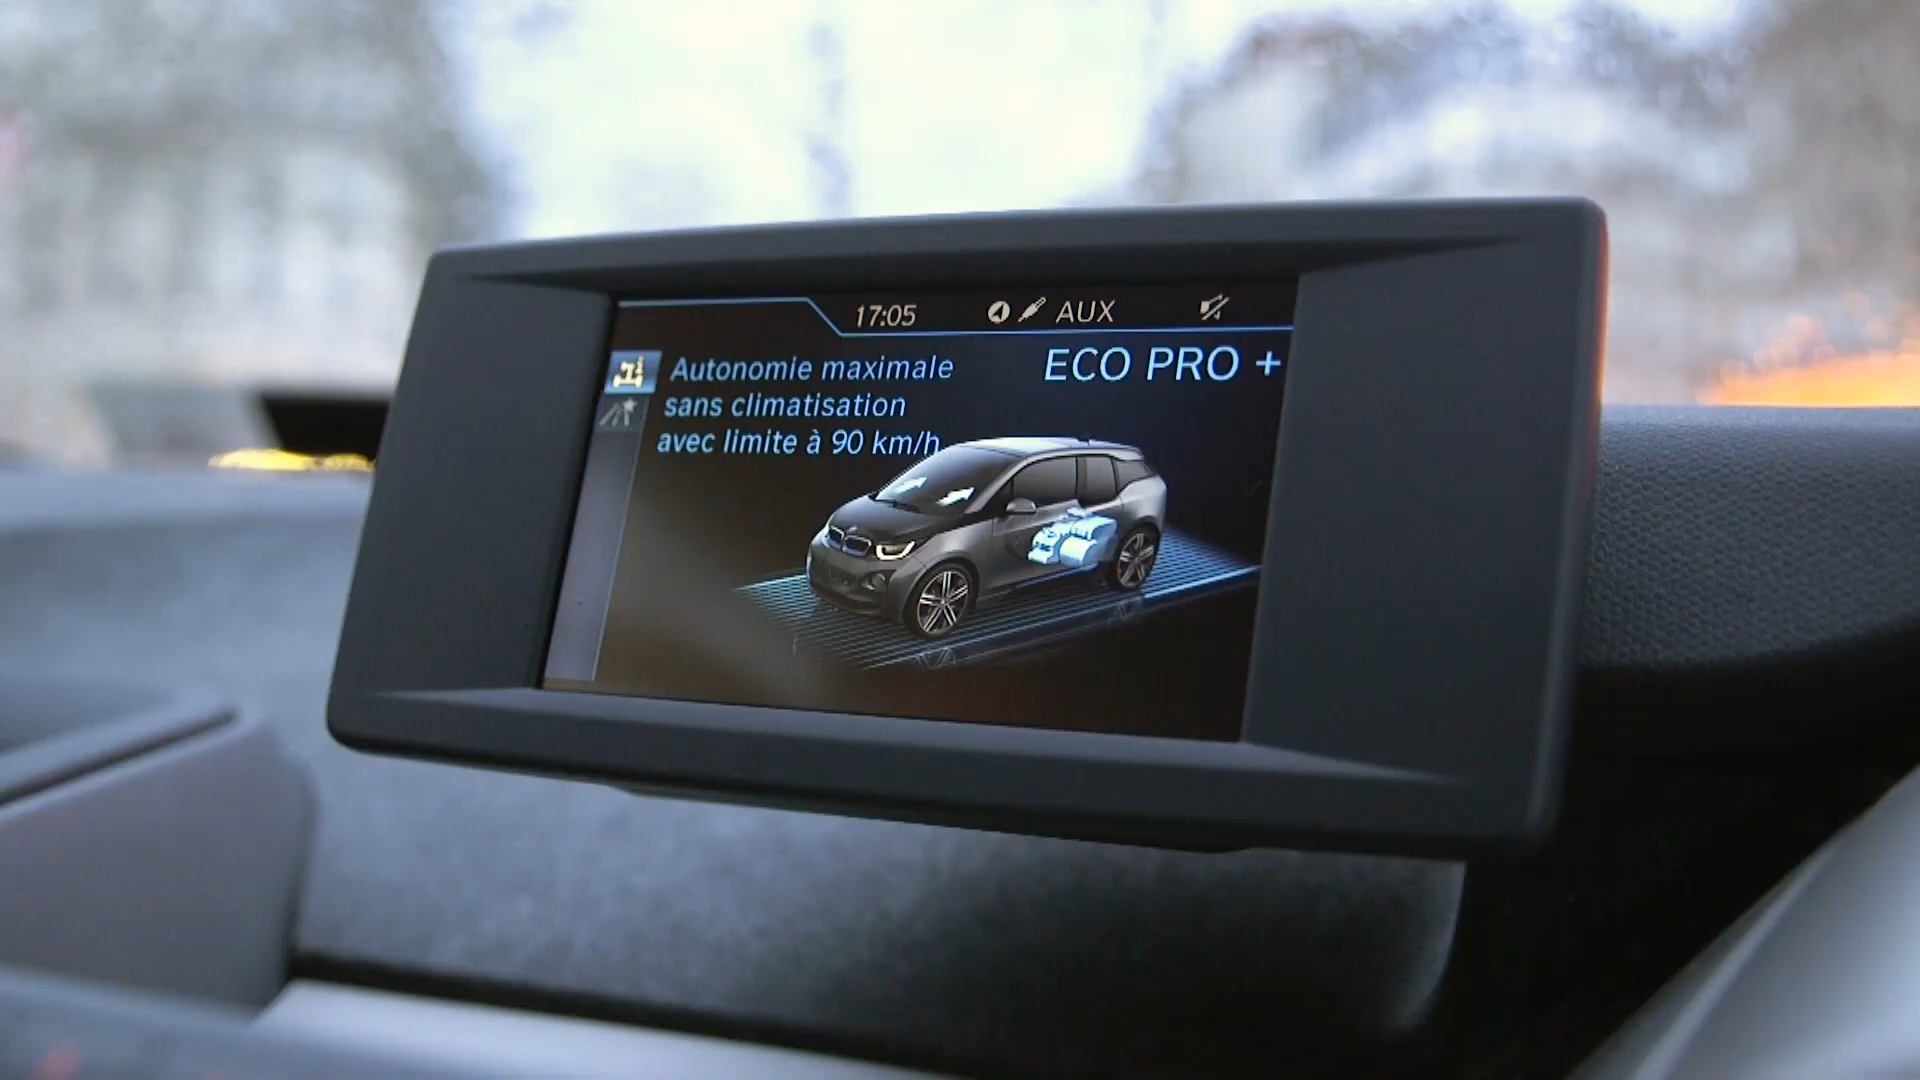 17:05 AUX
ECO PRO +
Autonomie maximale
sans climatisation
avec limite à 90 km/h